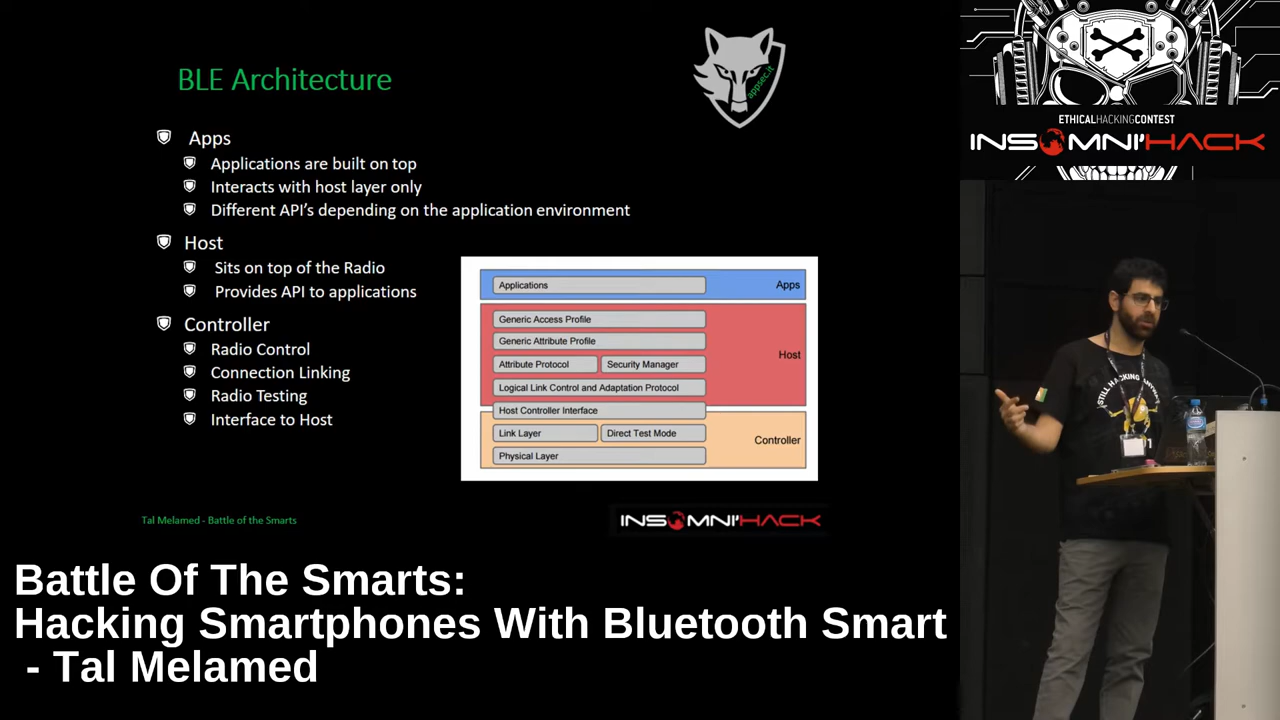 BLE Architecture
appsec.it
Apps
Applications are built on top
Interacts with host layer only
Different API's depending on the application environment
Host
Sits on top of the Radio
Provides API to applications
Controller
Radio Control
Connection Linking
Radio Testing
Interface to Host
Applications
Apps
Generic Access Profile
Generic Attribute Profile
Attribute Protocol
Security Manager
Logical Link Control and Adaptation Protocol
Host
Host Controller Interface
Link Layer
Direct Test Mode
Physical Layer
Controller
Tal Melamed - Battle of the Smarts
INSOMNI'HACK
Battle Of The Smarts:
Hacking Smartphones With Bluetooth Smart
- Tal Melamed
ETHICALHACKINGCONTEST
INSOMNI'HACK
STILL HACKING